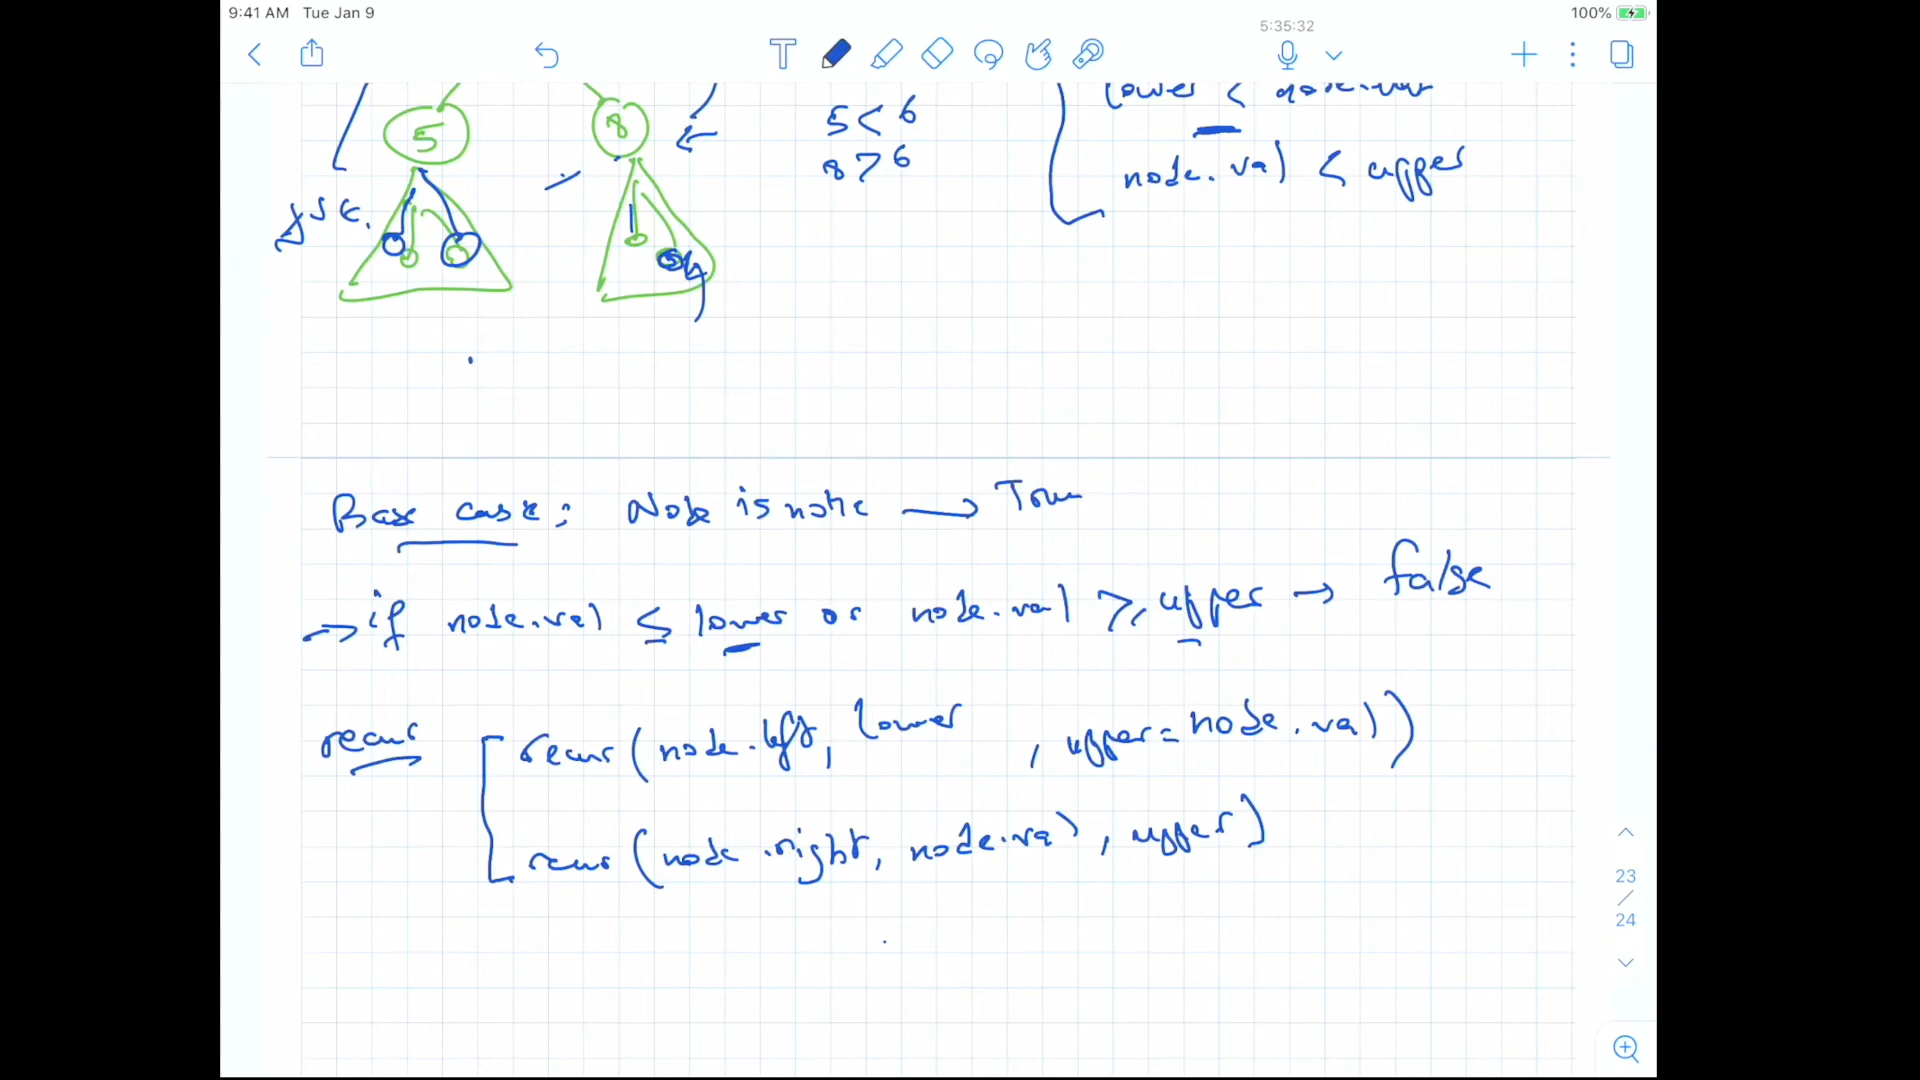 9:41 AM Tue Jan 9
100%
5:35:32
T
lower < node.val
5 8 5 < 6
8 > 6
node.val < upper
Base case: Node is none → True
→ if node.val ≤ lower or node.val ≥ upper → false
recur recur (node.left, lower , upper = node.val)
recur (node.right, node.val, upper)
23
/
24